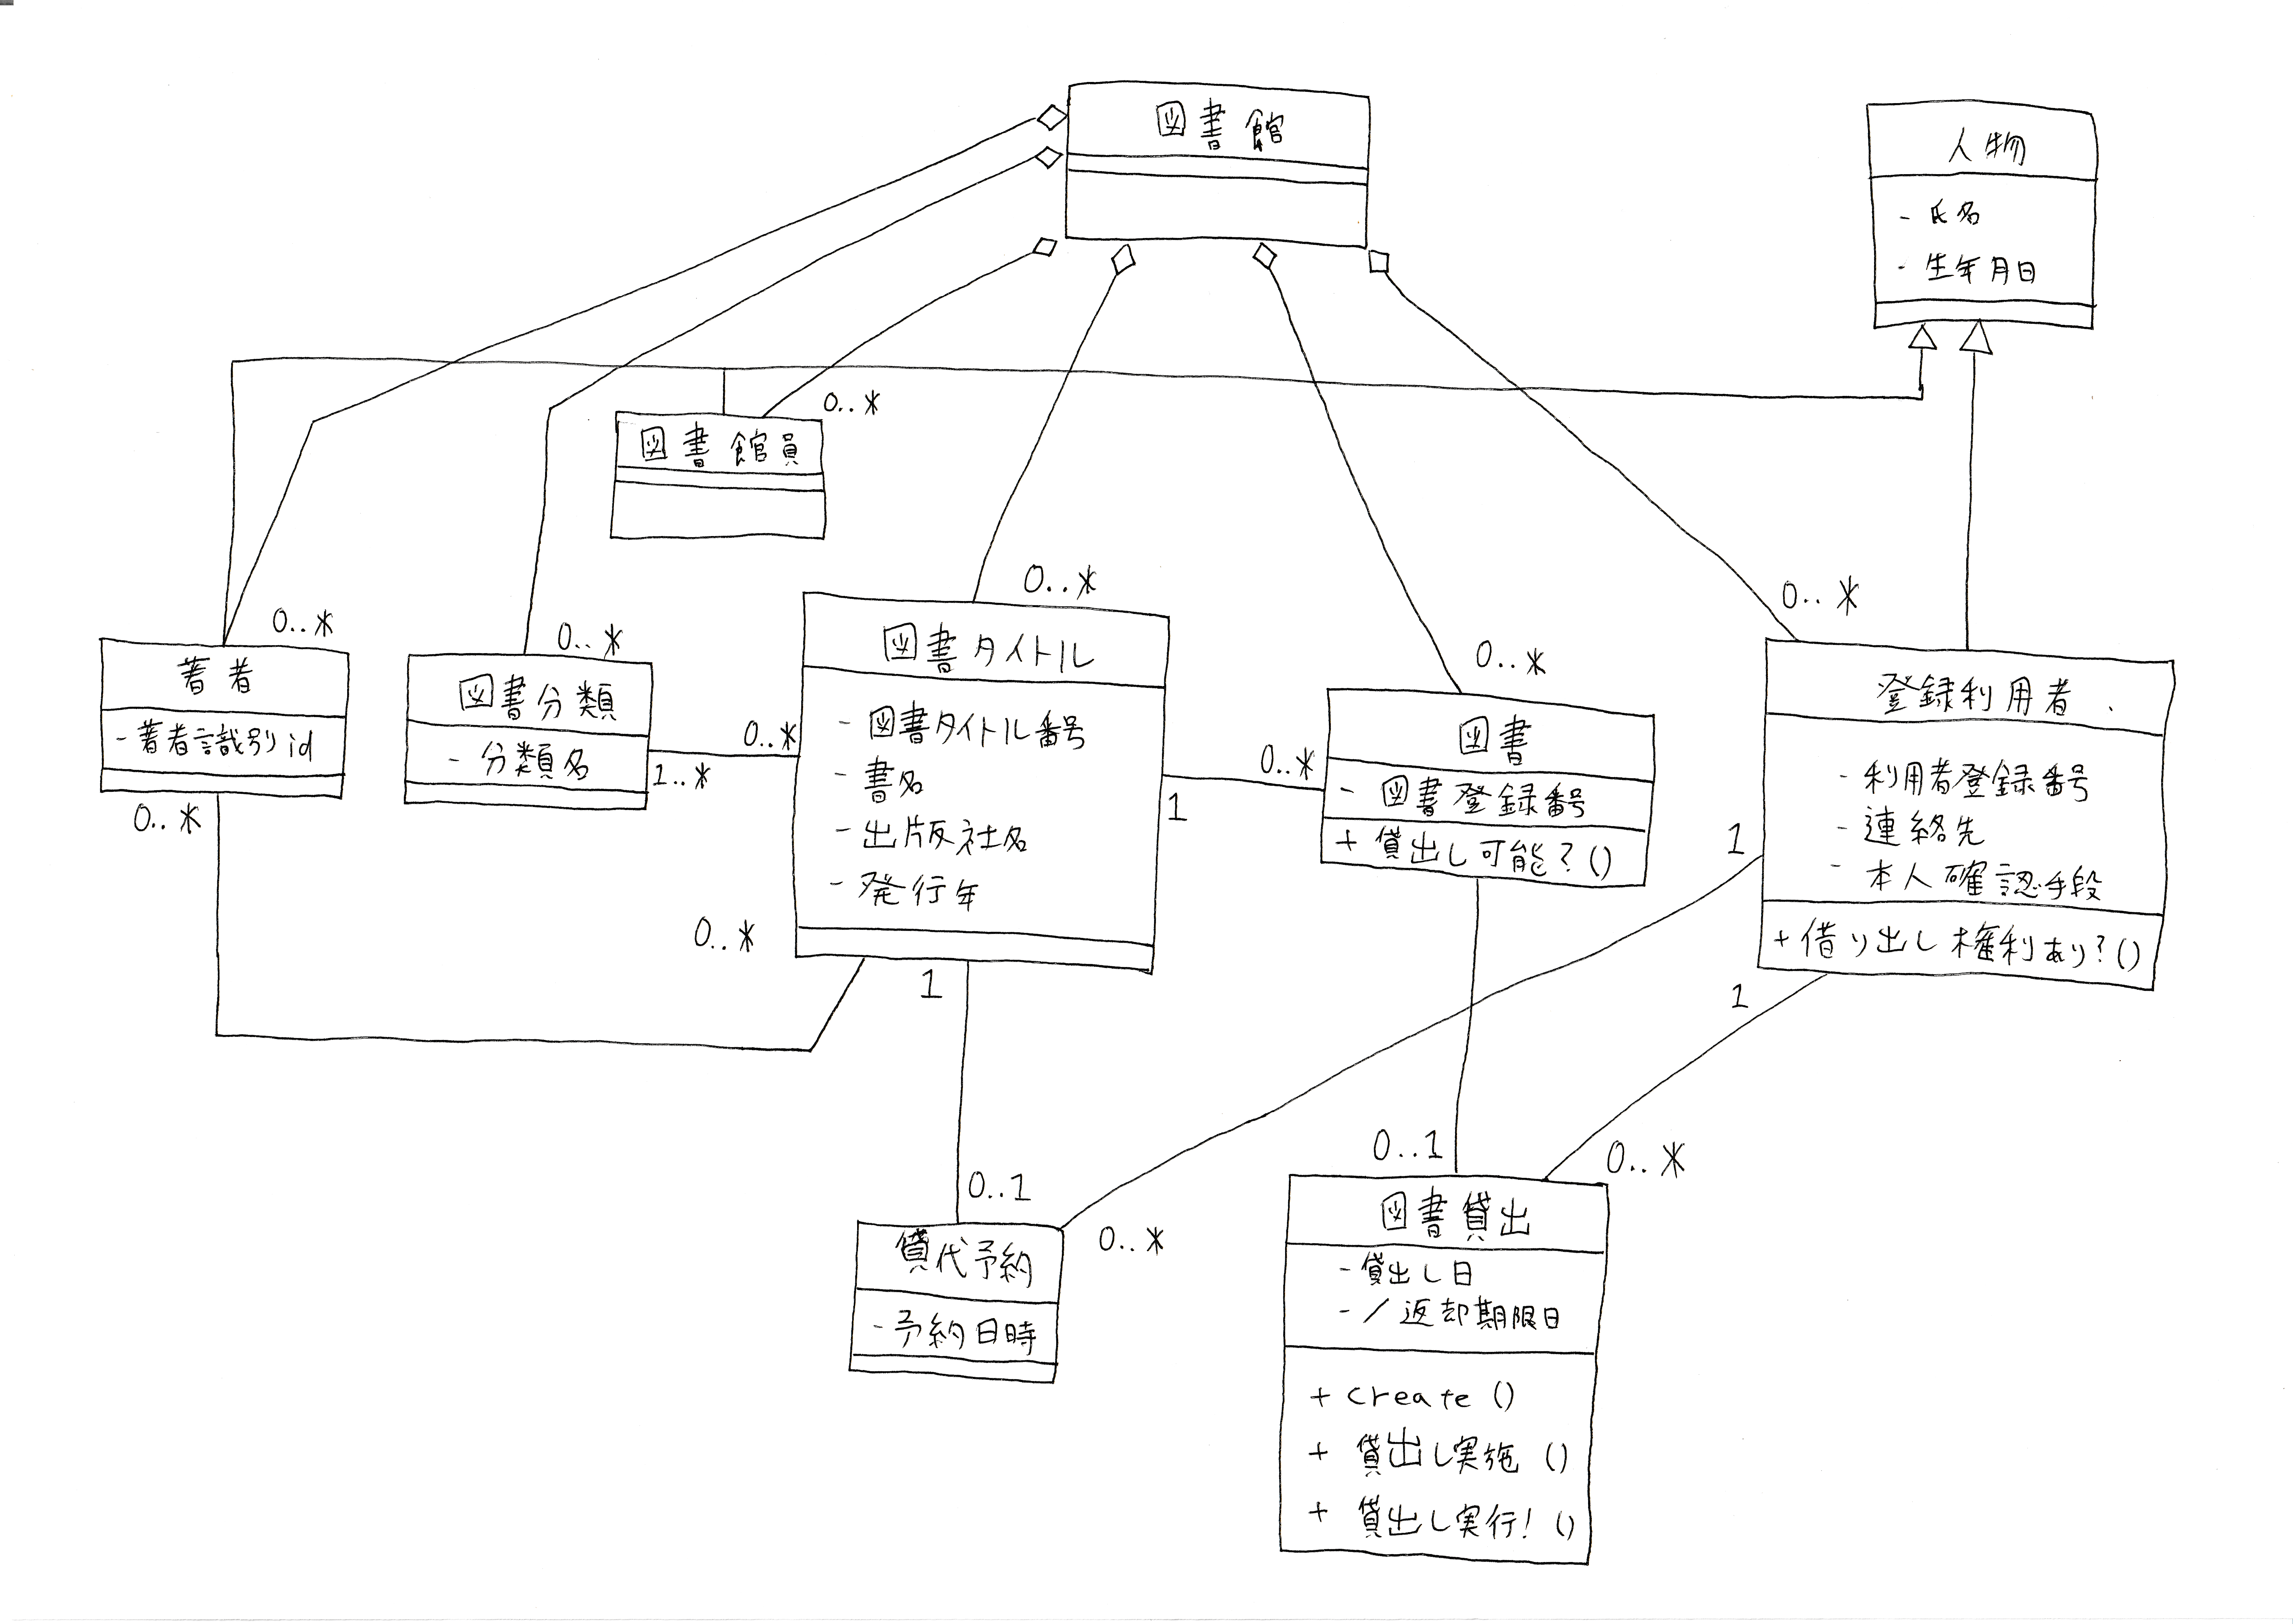 図書館
人物
- 氏名
- 生年月日
0..*
図書館員
0..*
0..*
0..*
0..*
0..*
著者
- 著者識別id
0..*
図書分類
- 分類名
1..*
0..*
図書タイトル
- 図書タイトル番号
- 書名
- 出版社名
- 発行年
0..*
1
1
0..*
図書
- 図書登録番号
+ 貸出し可能?()
登録利用者
- 利用者登録番号
- 連絡先
- 本人確認手段
+ 借り出し権利あり?()
1
1
0..1
0..*
貸代予約
- 予約日時
0..1
0..*
図書貸出
- 貸出し日
- /返却期限日
+ create ()
+ 貸出し実施 ()
+ 貸出し実行! ()